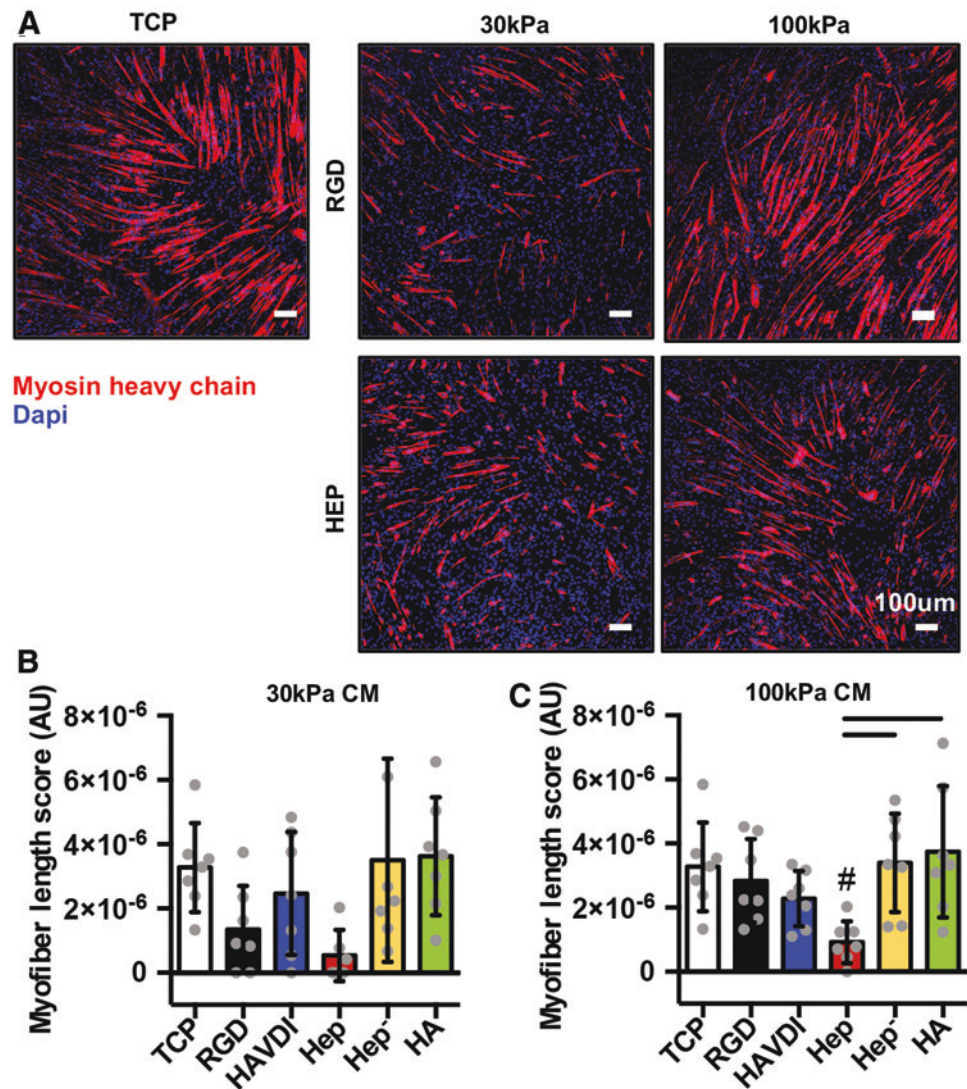 A
TCP
30kPa
100kPa
RGD
Myosin heavy chain
Dapi
HEP
100um
B
30kPa CM
Myofiber length score (AU)
8×10⁻⁶
6×10⁻⁶
4×10⁻⁶
2×10⁻⁶
0
TCP
RGD
HAVDI
Hep
Hep⁻
HA
C
100kPa CM
Myofiber length score (AU)
8×10⁻⁶
6×10⁻⁶
4×10⁻⁶
2×10⁻⁶
0
#
TCP
RGD
HAVDI
Hep
Hep⁻
HA